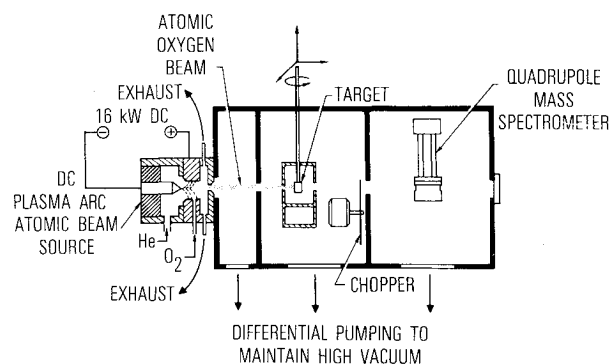 ATOMIC
OXYGEN
BEAM
EXHAUST
16 kW DC
TARGET
QUADRUPOLE
MASS
SPECTROMETER
DC
PLASMA ARC
ATOMIC BEAM
SOURCE
He
O2
EXHAUST
CHOPPER
DIFFERENTIAL PUMPING TO
MAINTAIN HIGH VACUUM